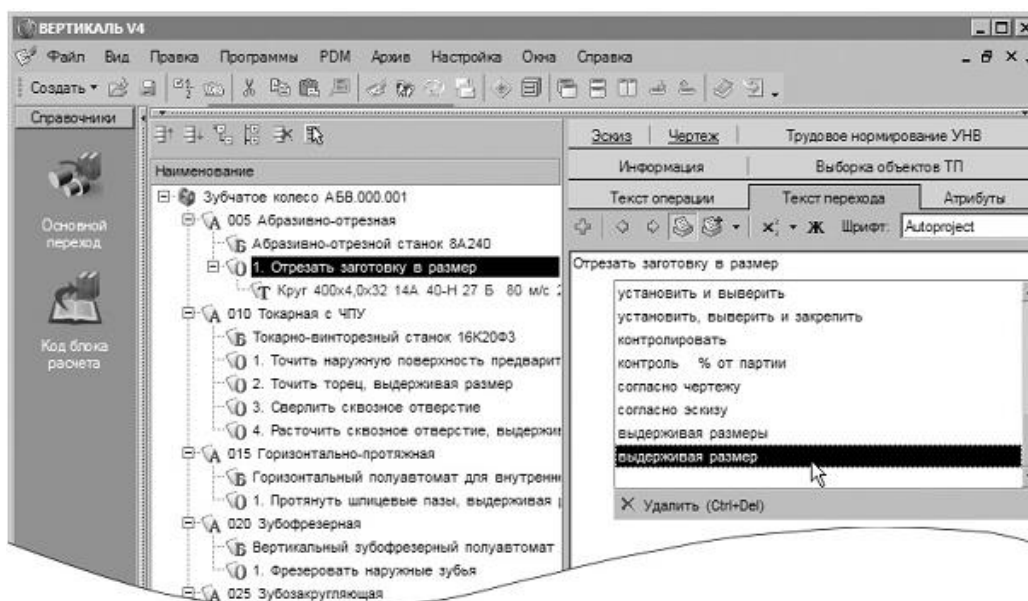 ВЕРТИКАЛЬ V4
Файл Вид Правка Программы PDM Архив Настройка Окна Справка
Создать
Справочники
Основной
переход
Код блока
расчета
Наименование
Зубчатое колесо АБВ.000.001
А 005 Абразивно-отрезная
Б Абразивно-отрезной станок 8А240
О 1. Отрезать заготовку в размер
Т Круг 400х4,0х32 14А 40-Н 27 Б 80 м/с
А 010 Токарная с ЧПУ
Б Токарно-винторезный станок 16К20Ф3
О 1. Точить наружную поверхность предварит
О 2. Точить торец, выдерживая размер
О 3. Сверлить сквозное отверстие
О 4. Расточить сквозное отверстие, выдержив
А 015 Горизонтально-протяжная
Б Горизонтальный полуавтомат для внутренн
О 1. Протянуть шлицевые пазы, выдерживая
А 020 Зубофрезерная
Б Вертикальный зубофрезерный полуавтомат
О 1. Фрезеровать наружные зубья
А 025 Зубозакругляющая
Эскиз Чертеж Трудовое нормирование УНВ
Информация Выборка объектов ТП
Текст операции Текст перехода Атрибуты
Ж Шрифт: Autoproject
Отрезать заготовку в размер
установить и выверить
установить, выверить и закрепить
контролировать
контроль % от партии
согласно чертежу
согласно эскизу
выдерживая размеры
выдерживая размер
Удалить (Ctrl+Del)